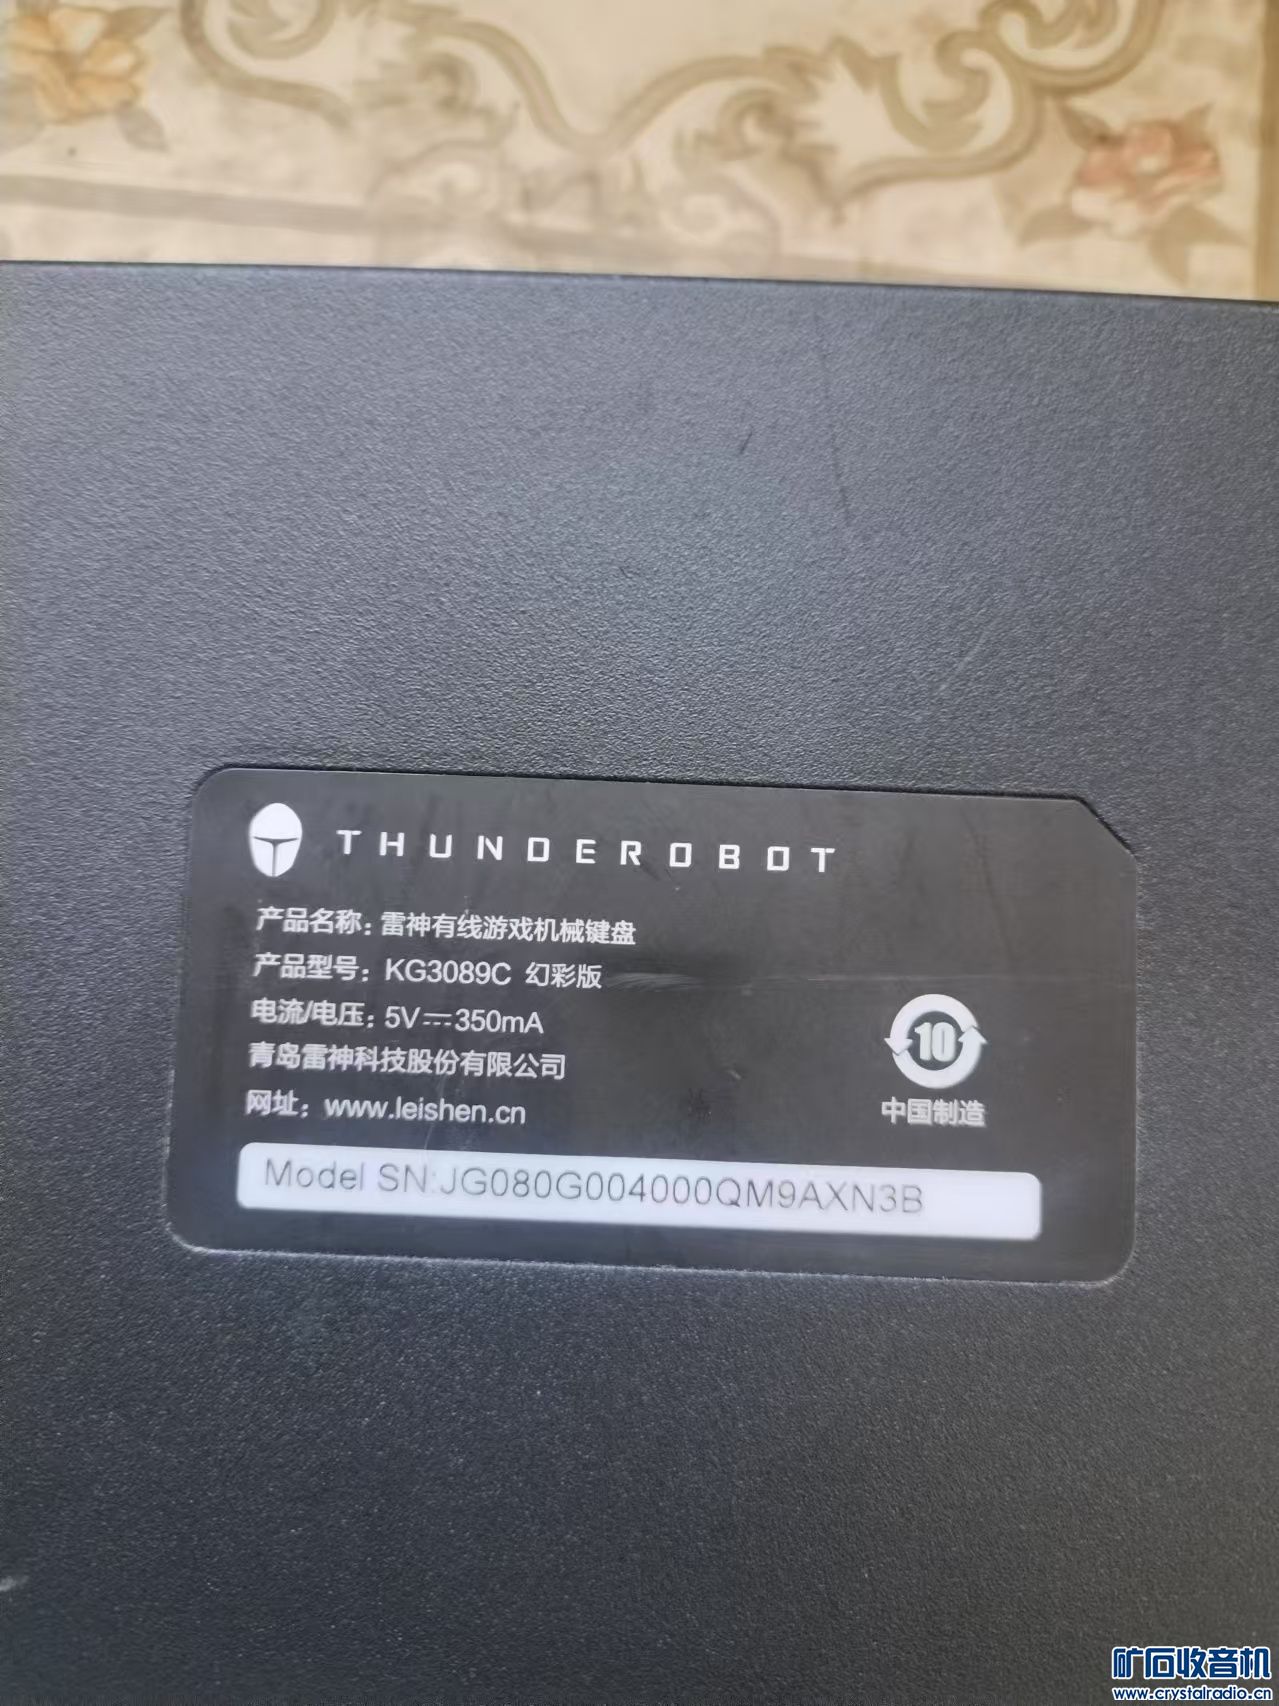 THUNDEROBOT
产品名称：雷神有线游戏机械键盘
产品型号：KG3089C 幻彩版
电流/电压：5V⎓350mA
青岛雷神科技股份有限公司
网址：www.leishen.cn
10
中国制造
Model SN:JG080G004000QM9AXN3B
矿石收音机
www.crystalradio.cn